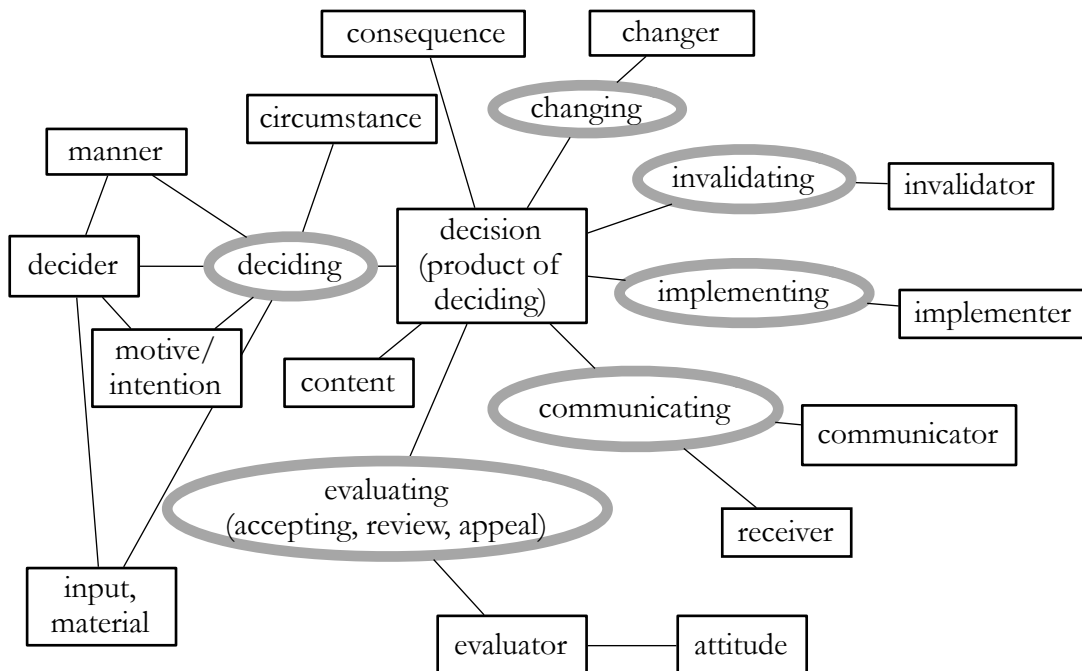 consequence
changer
changing
circumstance
manner
invalidating
invalidator
decision
(product of
deciding)
decider
deciding
implementing
implementer
motive/
intention
content
communicating
communicator
evaluating
(accepting, review, appeal)
receiver
input,
material
evaluator
attitude